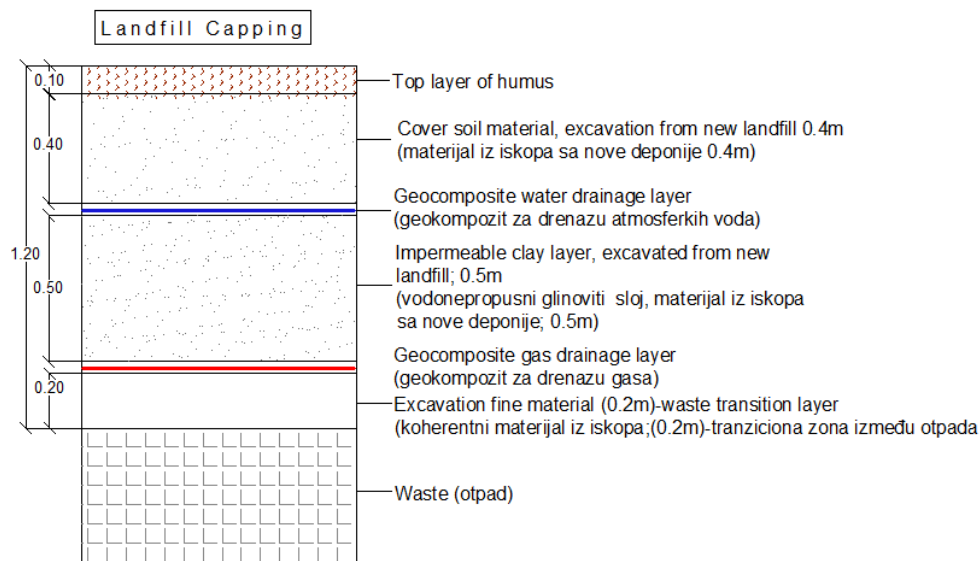 Landfill Capping
0.10
Top layer of humus
Cover soil material, excavation from new landfill 0.4m
(materijal iz iskopa sa nove deponije 0.4m)
0.40
Geocomposite water drainage layer
(geokompozit za drenazu atmosferkih voda)
1.20
Impermeable clay layer, excavated from new
landfill; 0.5m
(vodonepropusni glinoviti sloj, materijal iz iskopa
sa nove deponije; 0.5m)
0.50
Geocomposite gas drainage layer
(geokompozit za drenazu gasa)
0.20
Excavation fine material (0.2m)-waste transition layer
(koherentni materijal iz iskopa;(0.2m)-tranziciona zona između otpada
Waste (otpad)